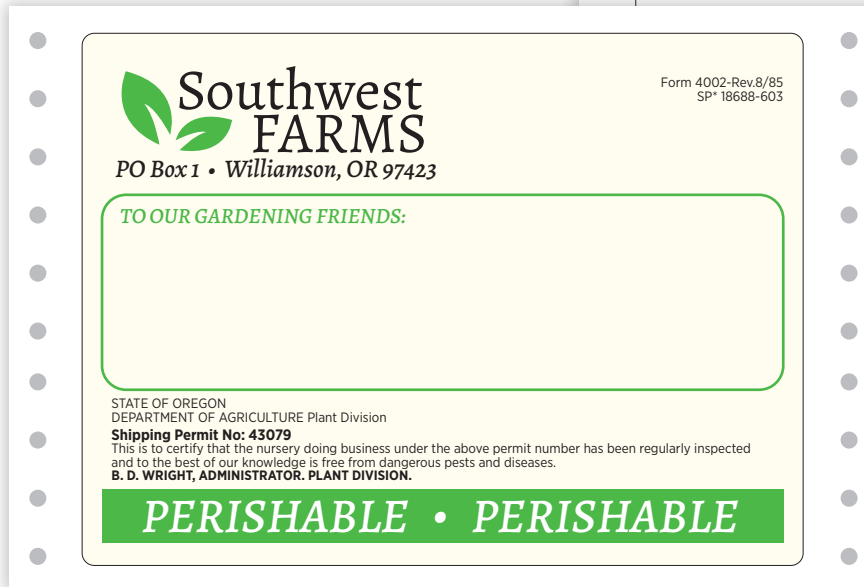 Southwest
FARMS
PO Box 1 • Williamson, OR 97423
Form 4002-Rev.8/85
SP* 18688-603
TO OUR GARDENING FRIENDS:
STATE OF OREGON
DEPARTMENT OF AGRICULTURE Plant Division
Shipping Permit No: 43079
This is to certify that the nursery doing business under the above permit number has been regularly inspected
and to the best of our knowledge is free from dangerous pests and diseases.
B. D. WRIGHT, ADMINISTRATOR. PLANT DIVISION.
PERISHABLE • PERISHABLE